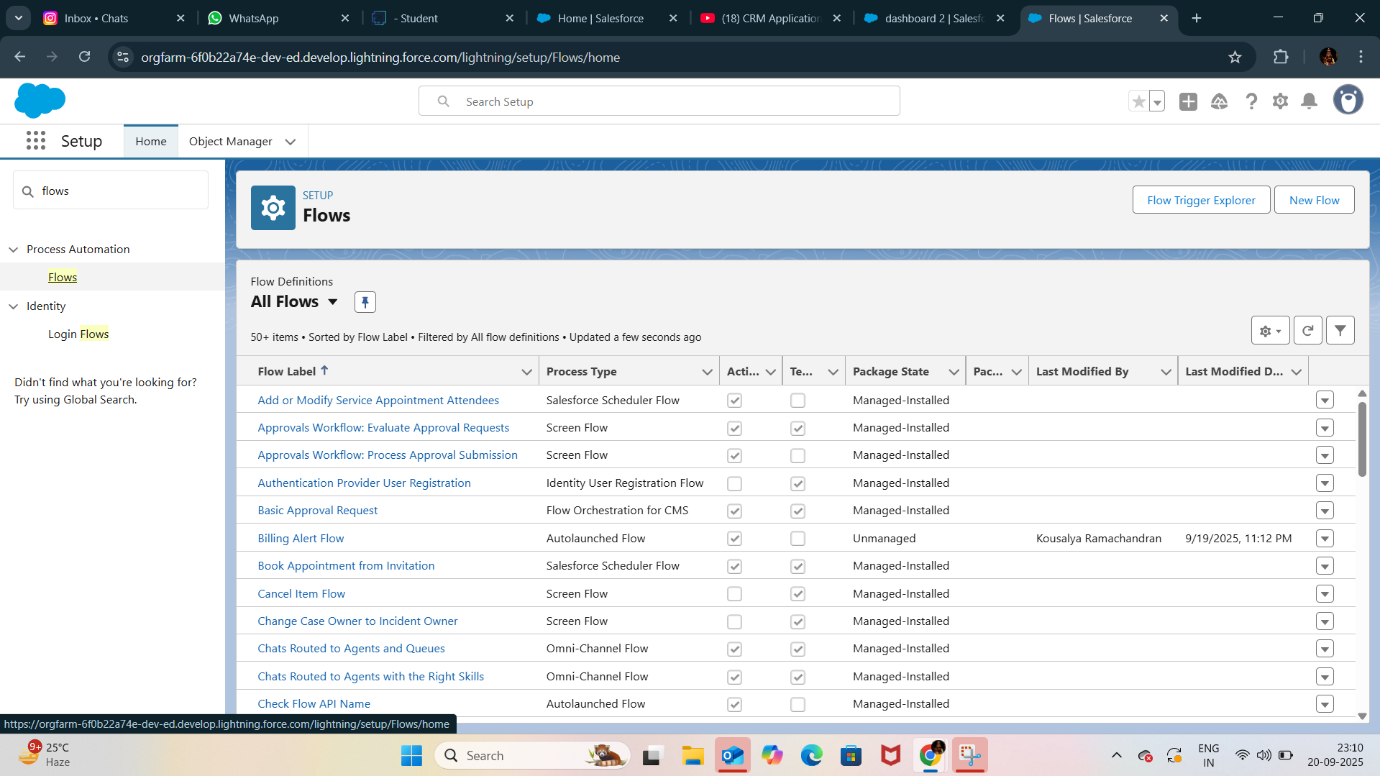 Inbox • Chats
WhatsApp
- Student
Home | Salesforce
(18) CRM Application
dashboard 2 | Salesf
Flows | Salesforce
orgfarm-6f0b22a74e-dev-ed.develop.lightning.force.com/lightning/setup/Flows/home
Search Setup
Setup
Home
Object Manager
flows
Process Automation
Flows
Identity
Login Flows
Didn't find what you're looking for?
Try using Global Search.
SETUP
Flows
Flow Trigger Explorer
New Flow
Flow Definitions
All Flows
50+ items • Sorted by Flow Label • Filtered by All flow definitions • Updated a few seconds ago
Flow Label Process Type Acti... Te... Package State Pac... Last Modified By Last Modified D...
Add or Modify Service Appointment Attendees Salesforce Scheduler Flow Managed-Installed
Approvals Workflow: Evaluate Approval Requests Screen Flow Managed-Installed
Approvals Workflow: Process Approval Submission Screen Flow Managed-Installed
Authentication Provider User Registration Identity User Registration Flow Managed-Installed
Basic Approval Request Flow Orchestration for CMS Managed-Installed
Billing Alert Flow Autolaunched Flow Unmanaged Kousalya Ramachandran 9/19/2025, 11:12 PM
Book Appointment from Invitation Salesforce Scheduler Flow Managed-Installed
Cancel Item Flow Screen Flow Managed-Installed
Change Case Owner to Incident Owner Screen Flow Managed-Installed
Chats Routed to Agents and Queues Omni-Channel Flow Managed-Installed
Chats Routed to Agents with the Right Skills Omni-Channel Flow Managed-Installed
Check Flow API Name Autolaunched Flow Managed-Installed
https://orgfarm-6f0b22a74e-dev-ed.develop.lightning.force.com/lightning/setup/Flows/home
9+
25°C
Haze
Search
ENG
IN
23:10
20-09-2025